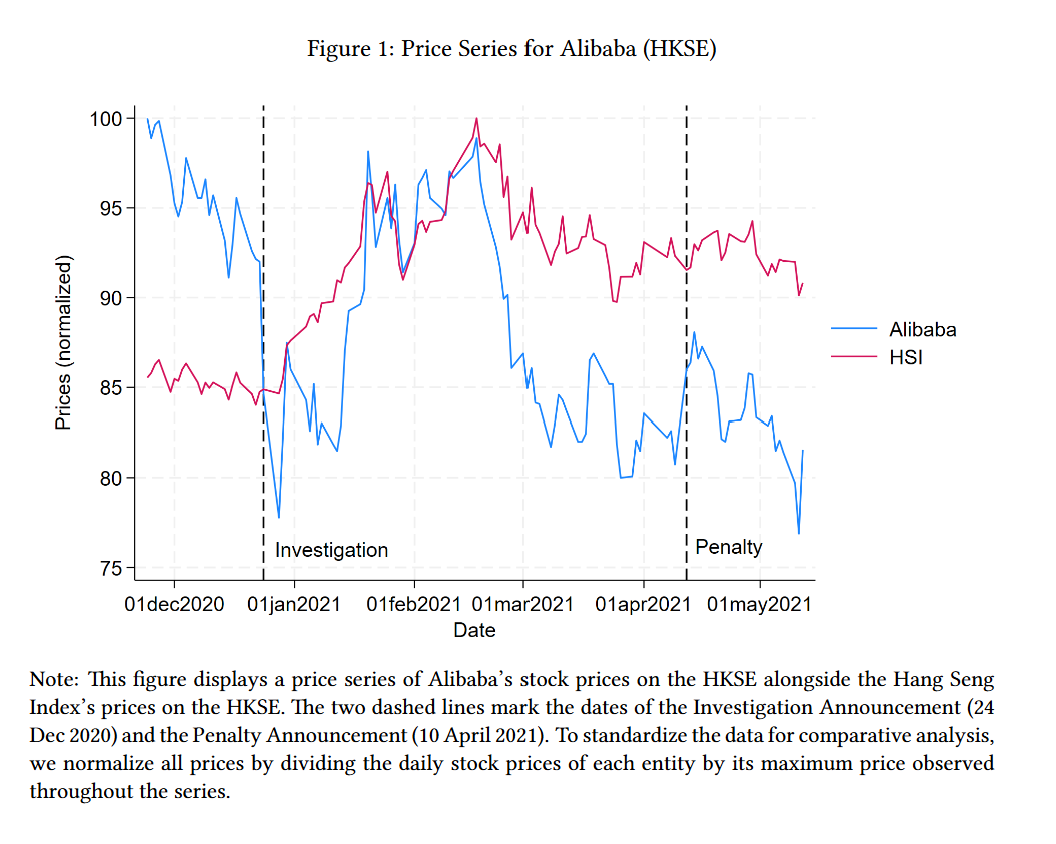 Figure 1: Price Series for Alibaba (HKSE)
100
95
90
85
80
75
Prices (normalized)
Investigation
Penalty
Alibaba
HSI
01dec2020 01jan2021 01feb2021 01mar2021 01apr2021 01may2021
Date
Note: This figure displays a price series of Alibaba's stock prices on the HKSE alongside the Hang Seng
Index's prices on the HKSE. The two dashed lines mark the dates of the Investigation Announcement (24
Dec 2020) and the Penalty Announcement (10 April 2021). To standardize the data for comparative analysis,
we normalize all prices by dividing the daily stock prices of each entity by its maximum price observed
throughout the series.